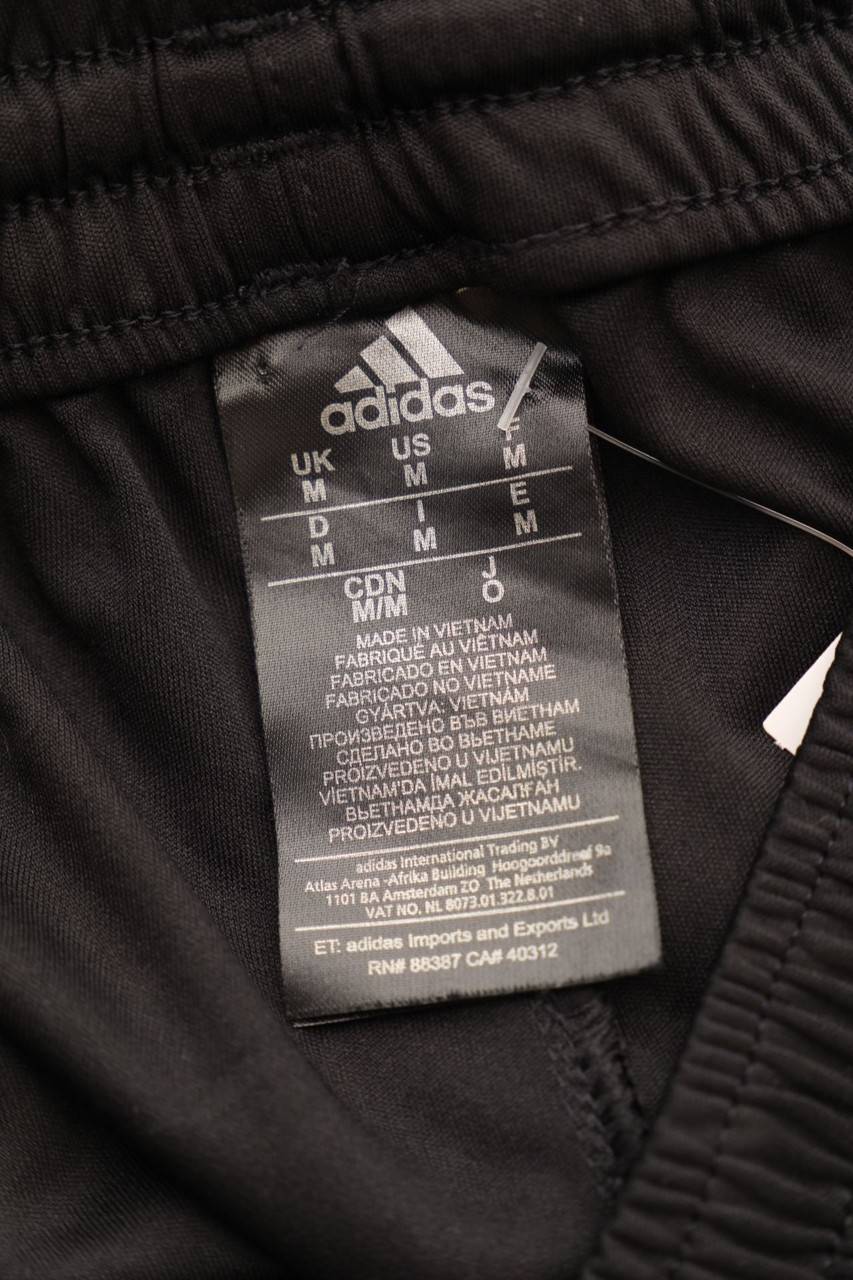 adidas
UK US F
M M M
D I E
M M M
CDN J
M/M O
MADE IN VIETNAM
FABRIQUÉ AU VIÊTNAM
FABRICADO EN VIETNAM
FABRICADO NO VIETNAME
GYÁRTVA: VIETNÁM
ПРОИЗВЕДЕНО ВЪВ ВИЕТНАМ
СДЕЛАНО ВО ВЬЕТНАМЕ
PROIZVEDENO U VIJETNAMU
VIETNAM'DA İMAL EDİLMİŞTİR.
ВЬЕТНАМДА ЖАСАЛҒАН
PROIZVEDENO U VIJETNAMU
adidas International Trading BV
Atlas Arena -Afrika Building Hoogoorddreef 9a
1101 BA Amsterdam ZO The Netherlands
VAT NO. NL 8073.01.322.B.01
ET: adidas Imports and Exports Ltd
RN# 88387 CA# 40312